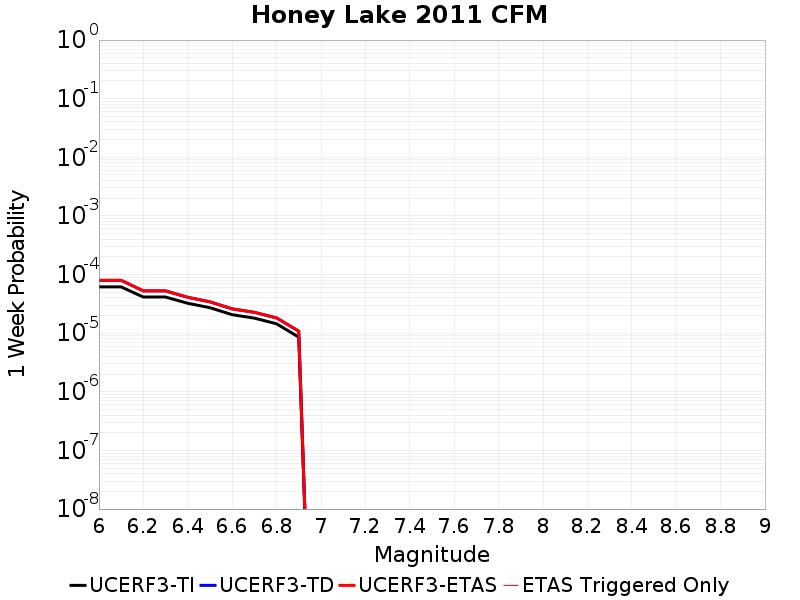 Honey Lake 2011 CFM
1 Week Probability
10^0
10^-1
10^-2
10^-3
10^-4
10^-5
10^-6
10^-7
10^-8
6 6.2 6.4 6.6 6.8 7 7.2 7.4 7.6 7.8 8 8.2 8.4 8.6 8.8 9
Magnitude
UCERF3-TI UCERF3-TD UCERF3-ETAS ETAS Triggered Only